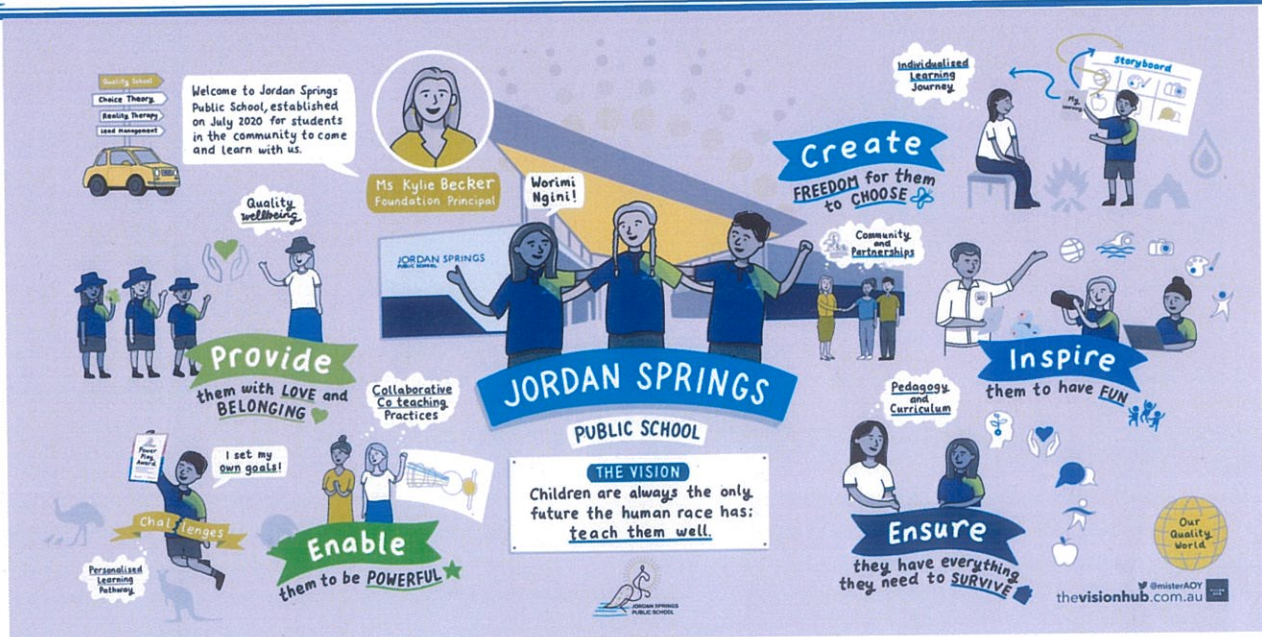 Quality School
Choice Theory
Reality Therapy
Lead Management
Welcome to Jordan Springs
Public School, established
on July 2020 for students
in the community to come
and learn with us.
Ms Kylie Becker
Foundation Principal
Worimi
Ngini!
JORDAN SPRINGS
PUBLIC SCHOOL
Create
FREEDOM for them
to CHOOSE
Individualised
Learning
Journey
Storyboard
My
Quality
wellbeing
Provide
them with LOVE and
BELONGING
Community
and
Partnerships
Inspire
them to have FUN
JORDAN SPRINGS
PUBLIC SCHOOL
THE VISION
Children are always the only
future the human race has;
teach them well.
Collaborative
Co teaching
Practices
Enable
them to be POWERFUL
Power
Play
Award
I set my
own goals!
Challenges
Personalised
Learning
Pathway
Pedagogy
and
Curriculum
Ensure
they have everything
they need to SURVIVE
Our
Quality
World
@misterAOY
thevisionhub.com.au
JORDAN SPRINGS
PUBLIC SCHOOL